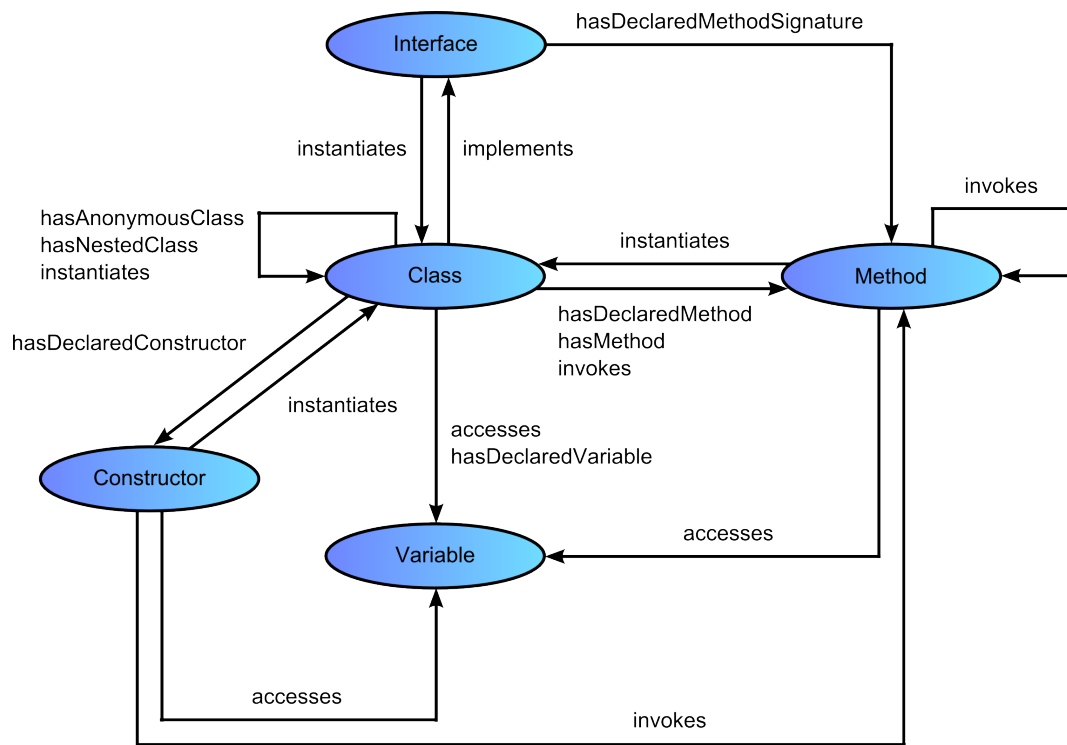 Interface
hasDeclaredMethodSignature
instantiates
implements
invokes
hasAnonymousClass
hasNestedClass
instantiates
instantiates
Class
Method
hasDeclaredMethod
hasMethod
invokes
hasDeclaredConstructor
instantiates
accesses
hasDeclaredVariable
Constructor
Variable
accesses
accesses
invokes